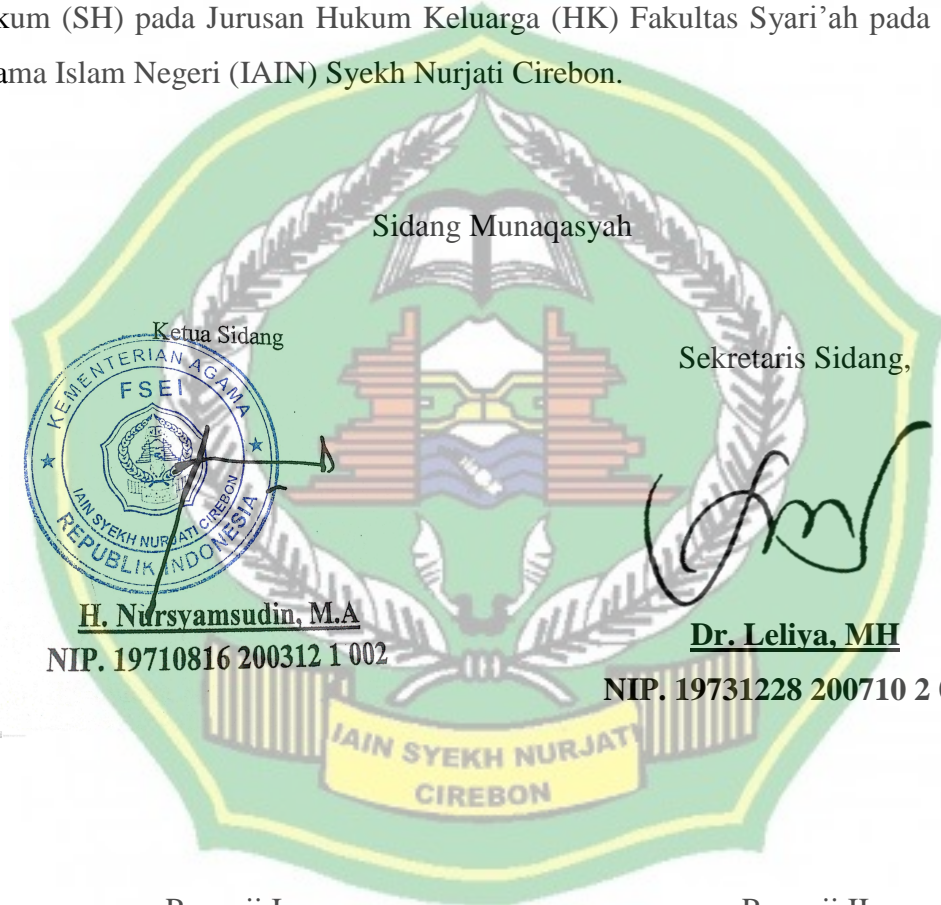 kum (SH) pada Jurusan Hukum Keluarga (HK) Fakultas Syari’ah pada
ama Islam Negeri (IAIN) Syekh Nurjati Cirebon.
Sidang Munaqasyah
Ketua Sidang
Sekretaris Sidang,
KEMENTERIAN AGAMA
FSEI
IAIN SYEKH NURJATI CIREBON
REPUBLIK INDONESIA
H. Nursyamsudin, M.A
NIP. 19710816 200312 1 002
Dr. Leliya, MH
NIP. 19731228 200710 2
IAIN SYEKH NURJATI
CIREBON